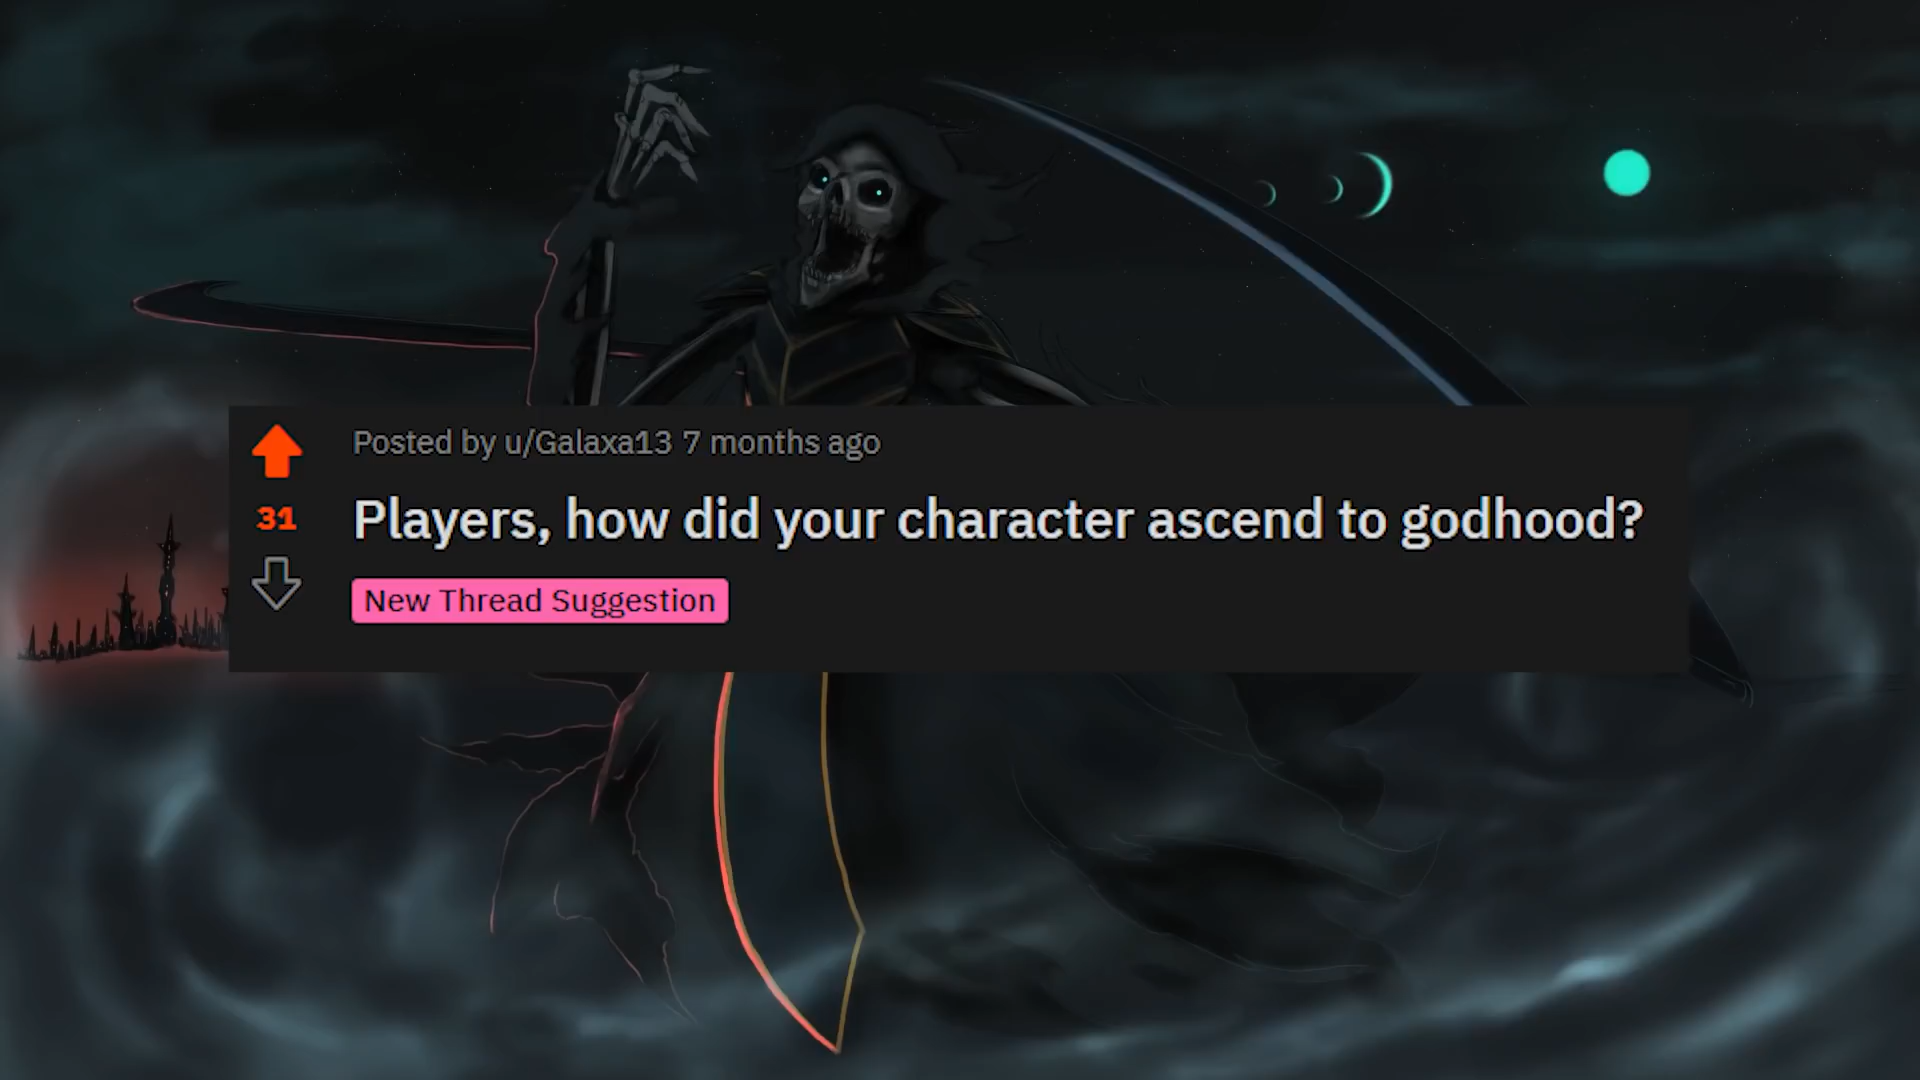 Posted by u/Galaxa13 7 months ago
31
Players, how did your character ascend to godhood?
New Thread Suggestion